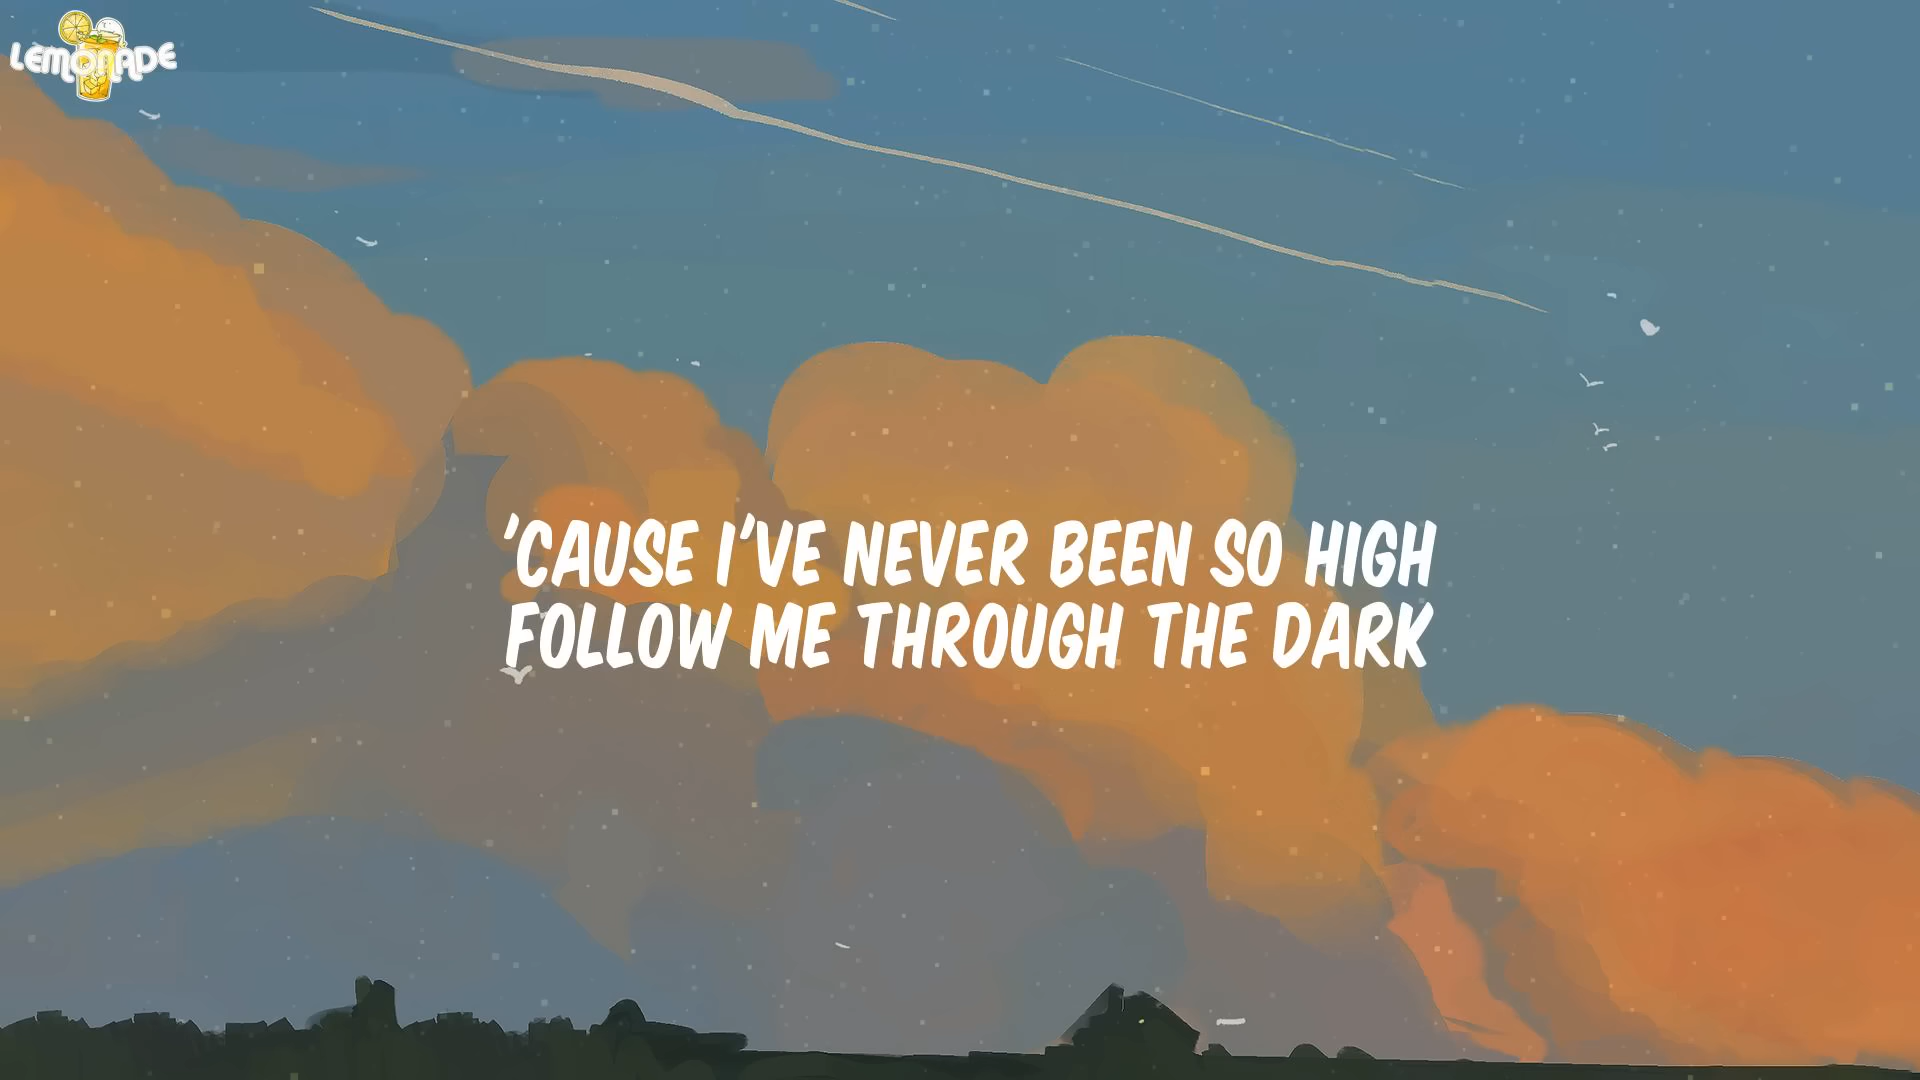 LEMONADE
'CAUSE I'VE NEVER BEEN SO HIGH
FOLLOW ME THROUGH THE DARK